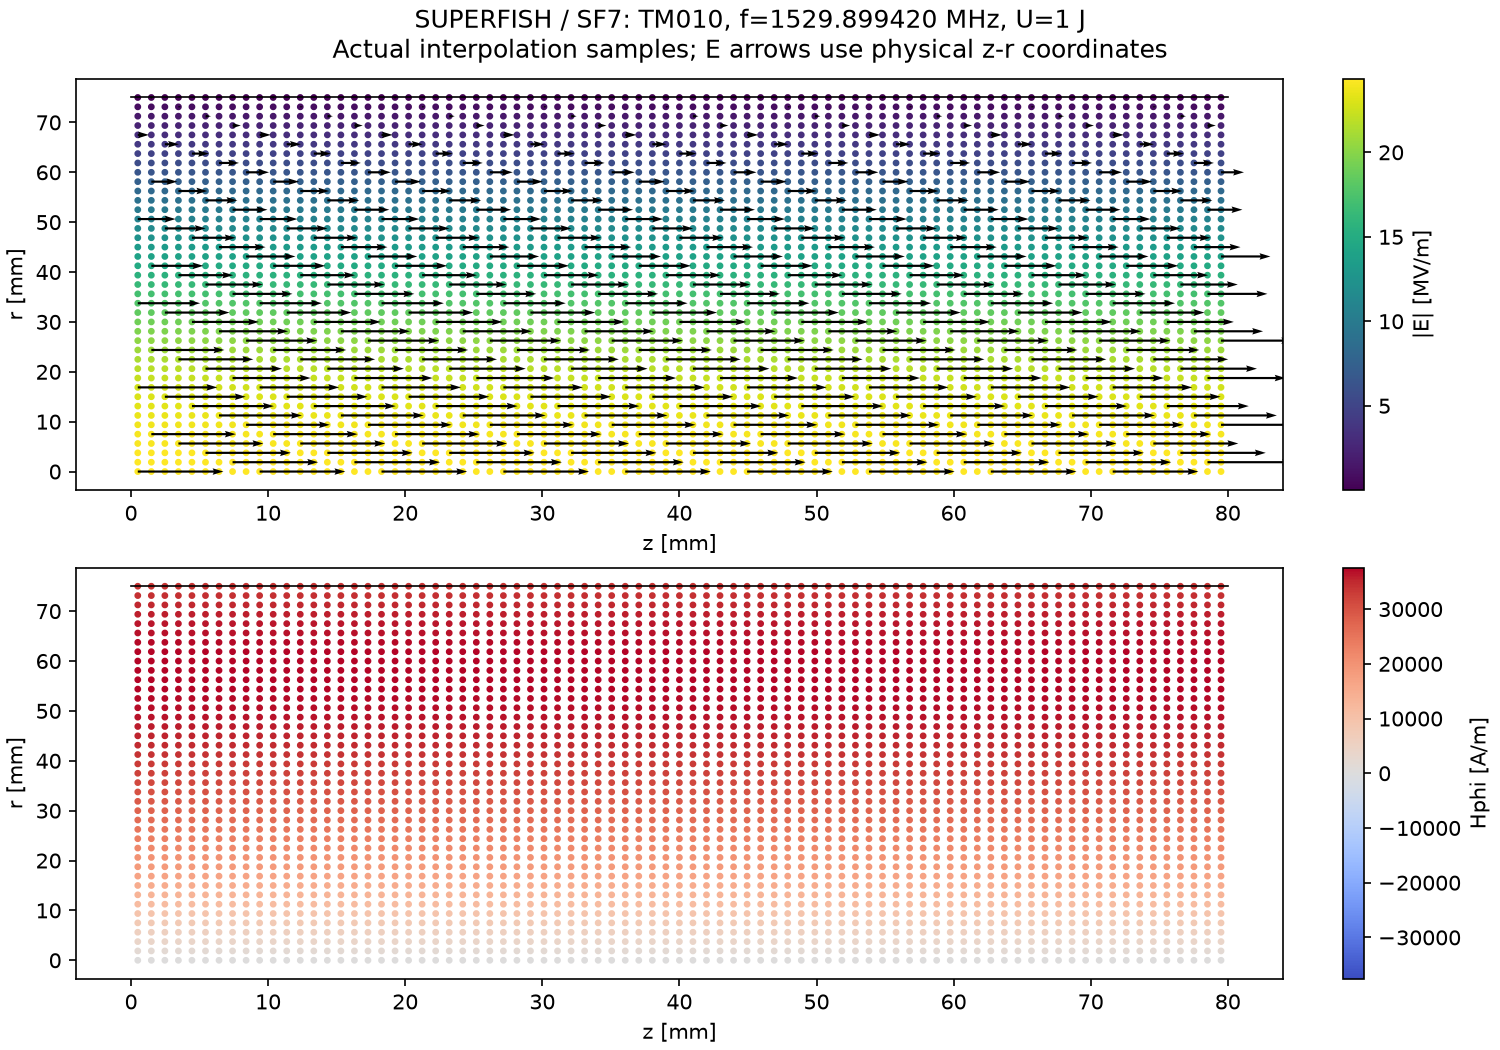 SUPERFISH / SF7: TM010, f=1529.899420 MHz, U=1 J
Actual interpolation samples; E arrows use physical z-r coordinates
70
60
50
40
30
20
10
0
r [mm]
0 10 20 30 40 50 60 70 80
z [mm]
20
15
10
5
|E| [MV/m]
70
60
50
40
30
20
10
0
r [mm]
0 10 20 30 40 50 60 70 80
z [mm]
30000
20000
10000
0
−10000
−20000
−30000
Hphi [A/m]